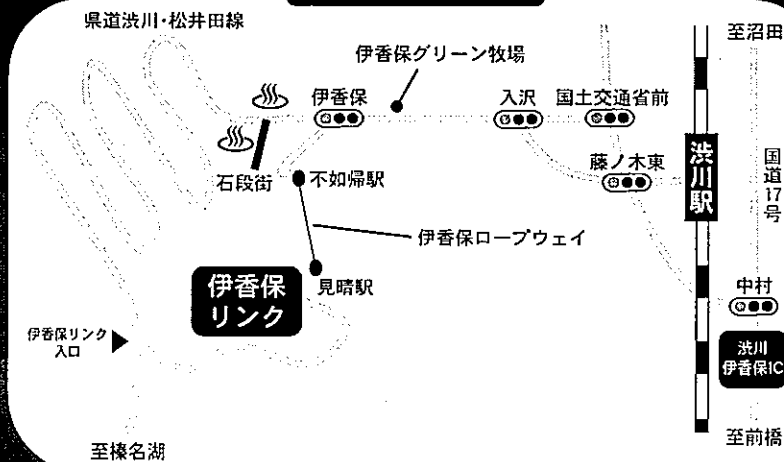 県道渋川・松井田線
至沼田
伊香保グリーン牧場
伊香保
入沢
国土交通省前
渋川駅
国道17号
藤ノ木東
石段街
不如帰駅
伊香保ロープウェイ
見晴駅
伊香保
リンク
中村
伊香保リンク
入口
渋川
伊香保IC
至榛名湖
至前橋